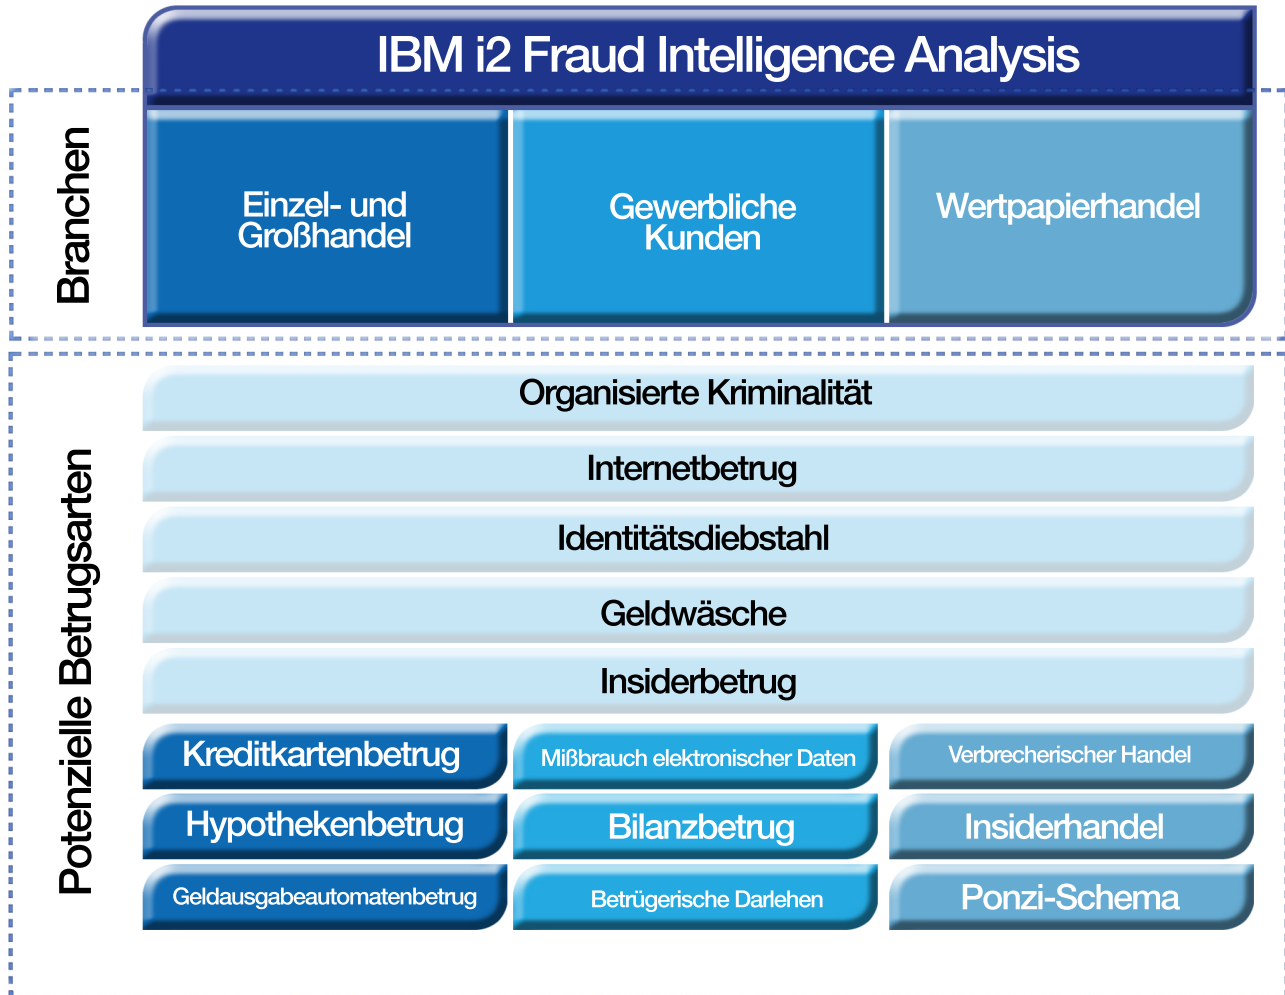 IBM i2 Fraud Intelligence Analysis
Branchen
Einzel- und
Großhandel
Gewerbliche
Kunden
Wertpapierhandel
Potenzielle Betrugsarten
Organisierte Kriminalität
Internetbetrug
Identitätsdiebstahl
Geldwäsche
Insiderbetrug
Kreditkartenbetrug
Mißbrauch elektronischer Daten
Verbrecherischer Handel
Hypothekenbetrug
Bilanzbetrug
Insiderhandel
Geldausgabeautomatenbetrug
Betrügerische Darlehen
Ponzi-Schema